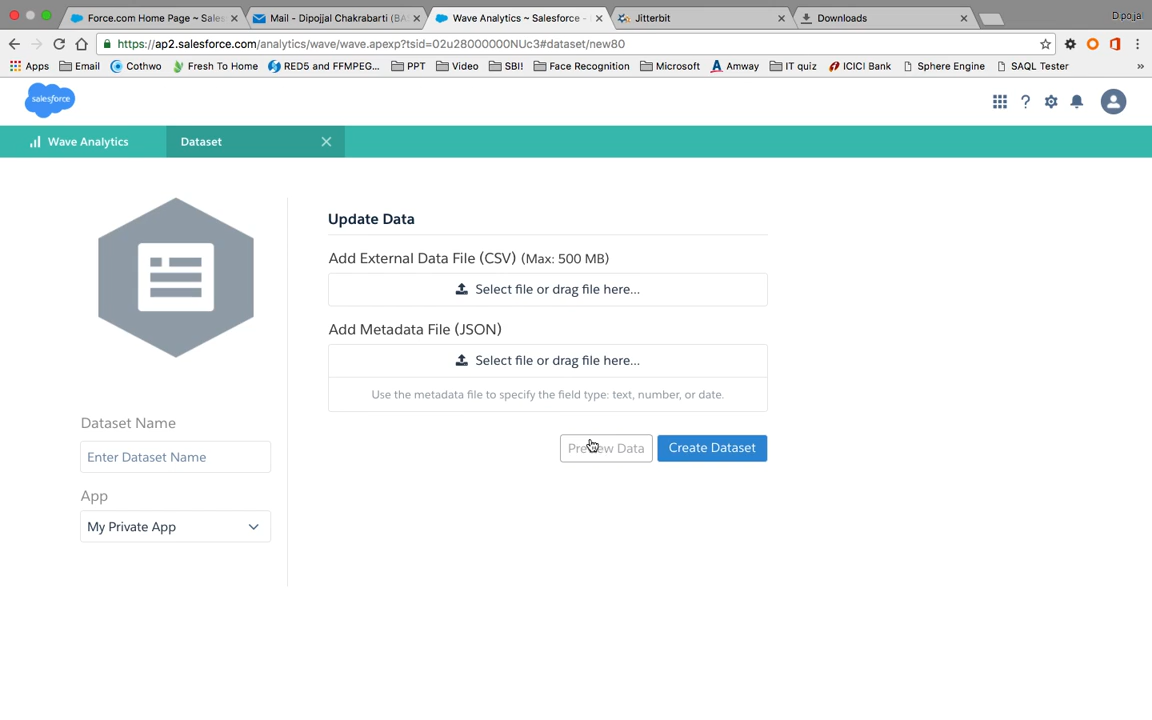 Force.com Home Page ~ Sales
Mail - Dipojjal Chakrabarti (BA
Wave Analytics ~ Salesforce -
Jitterbit
Downloads
Dipojjal
https://ap2.salesforce.com/analytics/wave/wave.apexp?tsid=02u28000000NUc3#dataset/new80
Apps Email Cothwo Fresh To Home RED5 and FFMPEG... PPT Video SBI! Face Recognition Microsoft Amway IT quiz ICICI Bank Sphere Engine SAQL Tester »
salesforce
Wave Analytics
Dataset
Update Data
Add External Data File (CSV) (Max: 500 MB)
Select file or drag file here...
Add Metadata File (JSON)
Select file or drag file here...
Use the metadata file to specify the field type: text, number, or date.
Preview Data
Create Dataset
Dataset Name
Enter Dataset Name
App
My Private App